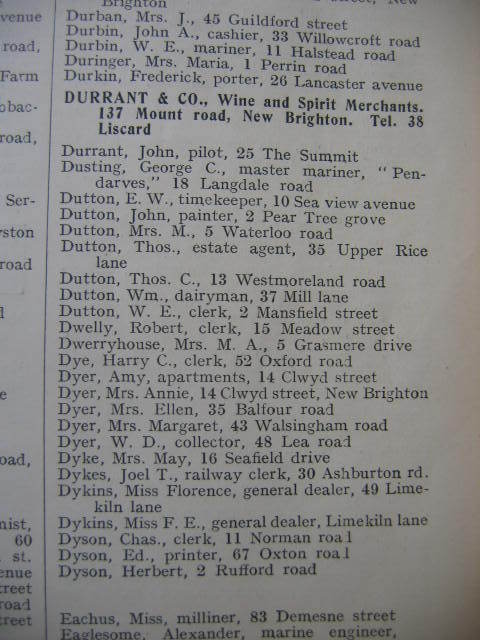 Brighton
Durban, Mrs. J., 45 Guildford street
Durbin, John A., cashier, 33 Willowcroft road
Durbin, W. E., mariner, 11 Halstead road
Duringer, Mrs. Maria, 1 Perrin road
Durkin, Frederick, porter, 26 Lancaster avenue
DURRANT & CO., Wine and Spirit Merchants.
137 Mount road, New Brighton. Tel. 38
Liscard
Durrant, John, pilot, 25 The Summit
Dusting, George C., master mariner, "Pen-
darves," 18 Langdale road
Dutton, E. W., timekeeper, 10 Sea view avenue
Dutton, John, painter, 2 Pear Tree grove
Dutton, Mrs. M., 5 Waterloo road
Dutton, Thos., estate agent, 35 Upper Rice
lane
Dutton, Thos. C., 13 Westmoreland road
Dutton, Wm., dairyman, 37 Mill lane
Dutton, W. E., clerk, 2 Mansfield street
Dwelly, Robert, clerk, 15 Meadow street
Dwerryhouse, Mrs. M. A., 5 Grasmere drive
Dye, Harry C., clerk, 52 Oxford road
Dyer, Amy, apartments, 14 Clwyd street
Dyer, Mrs. Annie, 14 Clwyd street, New Brighton
Dyer, Mrs. Ellen, 35 Balfour road
Dyer, Mrs. Margaret, 43 Walsingham road
Dyer, W. D., collector, 48 Lea road
Dyke, Mrs. May, 16 Seafield drive
Dykes, Joel T., railway clerk, 30 Ashburton rd.
Dykins, Miss Florence, general dealer, 49 Lime-
kiln lane
Dykins, Miss F. E., general dealer, Limekiln lane
Dyson, Chas., clerk, 11 Norman roa l
Dyson, Ed., printer, 67 Oxton roa l
Dyson, Herbert, 2 Rufford road
Eachus, Miss, milliner, 83 Demesne street
Eaglesome, Alexander, marine engineer,